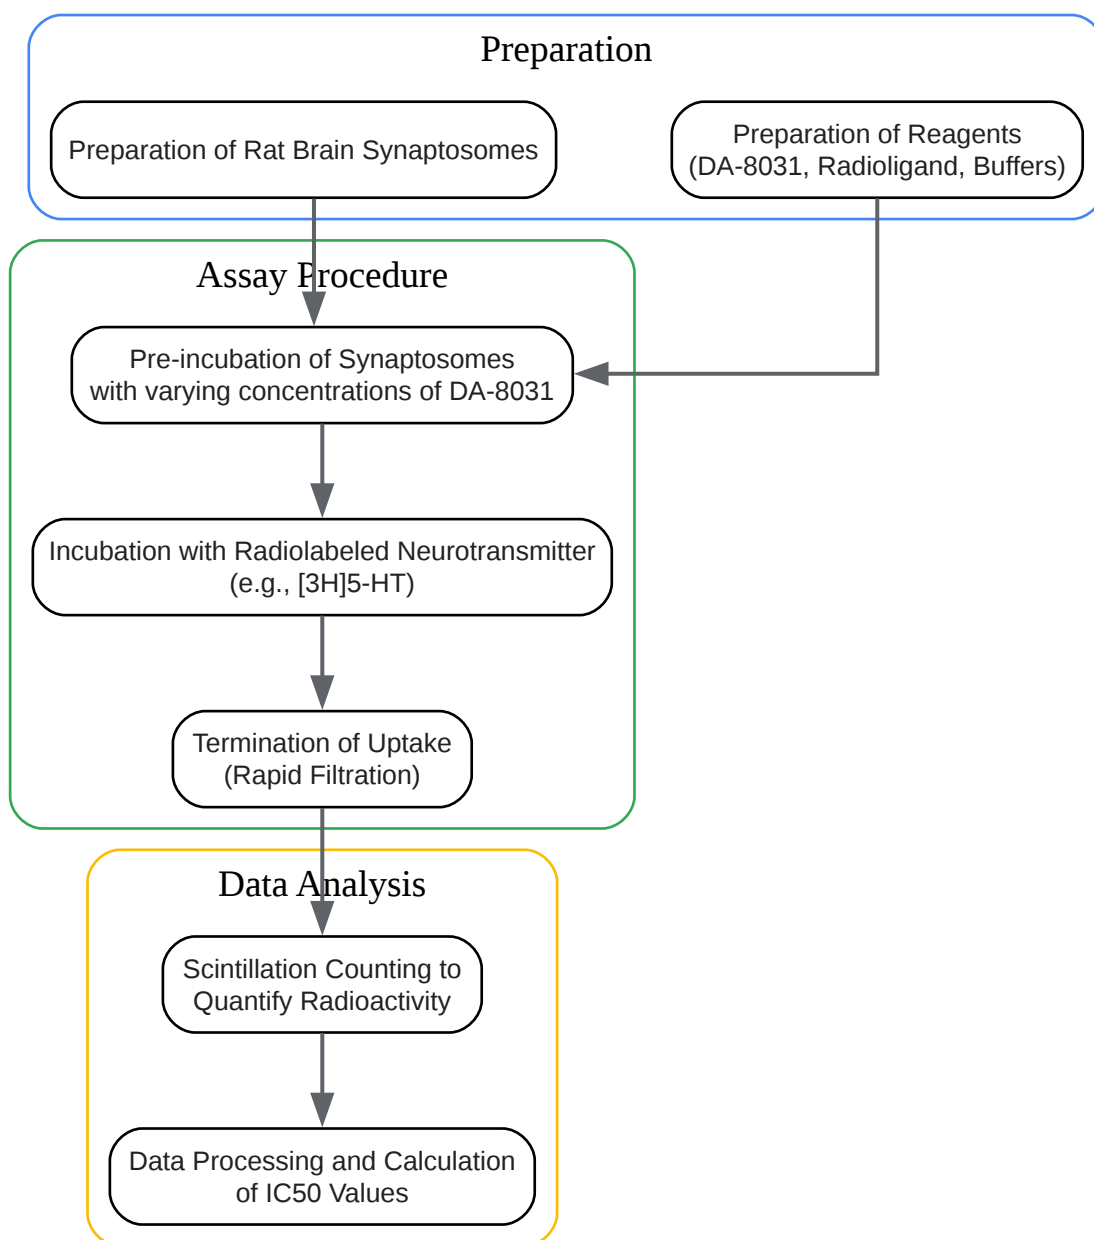 Preparation
Preparation of Rat Brain Synaptosomes
Preparation of Reagents
(DA-8031, Radioligand, Buffers)
Assay Procedure
Pre-incubation of Synaptosomes
with varying concentrations of DA-8031
Incubation with Radiolabeled Neurotransmitter
(e.g., [3H]5-HT)
Termination of Uptake
(Rapid Filtration)
Data Analysis
Scintillation Counting to
Quantify Radioactivity
Data Processing and Calculation
of IC50 Values